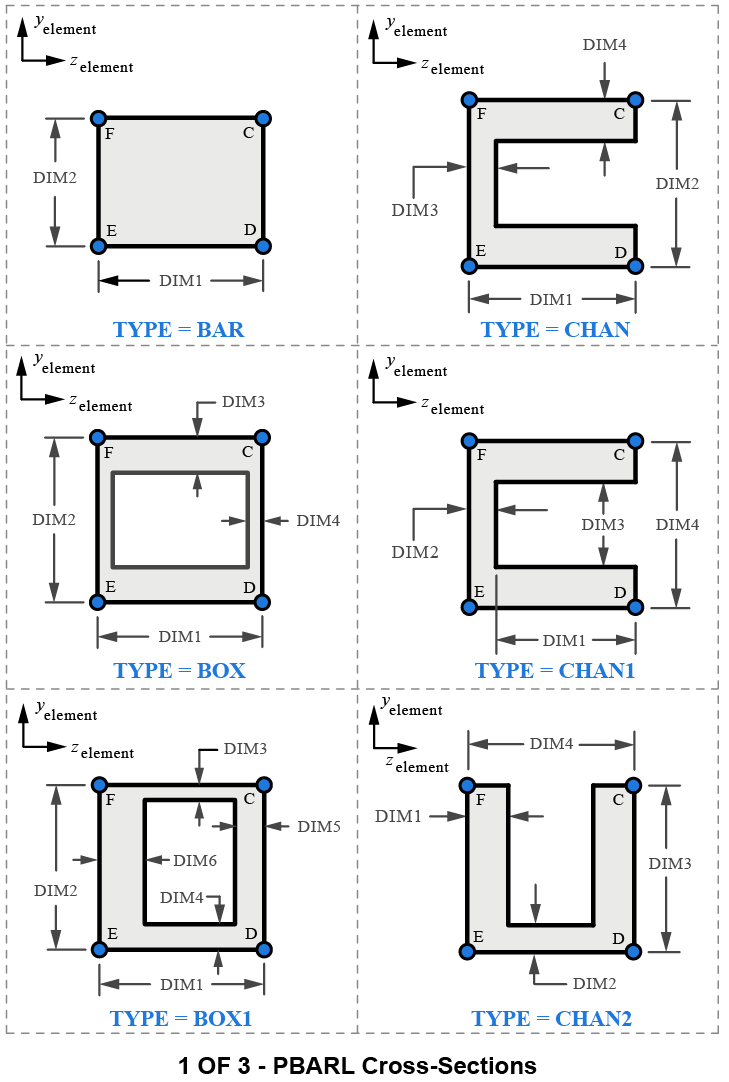 y element
z element
F
C
DIM2
E
D
DIM1
TYPE = BAR
y element
z element
DIM4
F
C
DIM3
DIM2
E
D
DIM1
TYPE = CHAN
y element
z element
DIM3
F
C
DIM2
DIM4
E
D
DIM1
TYPE = BOX
y element
z element
F
C
DIM2
DIM3
DIM4
E
D
DIM1
TYPE = CHAN1
y element
z element
DIM3
F
C
DIM5
DIM2
DIM6
DIM4
E
D
DIM1
TYPE = BOX1
y element
z element
DIM4
F
C
DIM1
DIM3
E
D
DIM2
TYPE = CHAN2
1 OF 3 - PBARL Cross-Sections